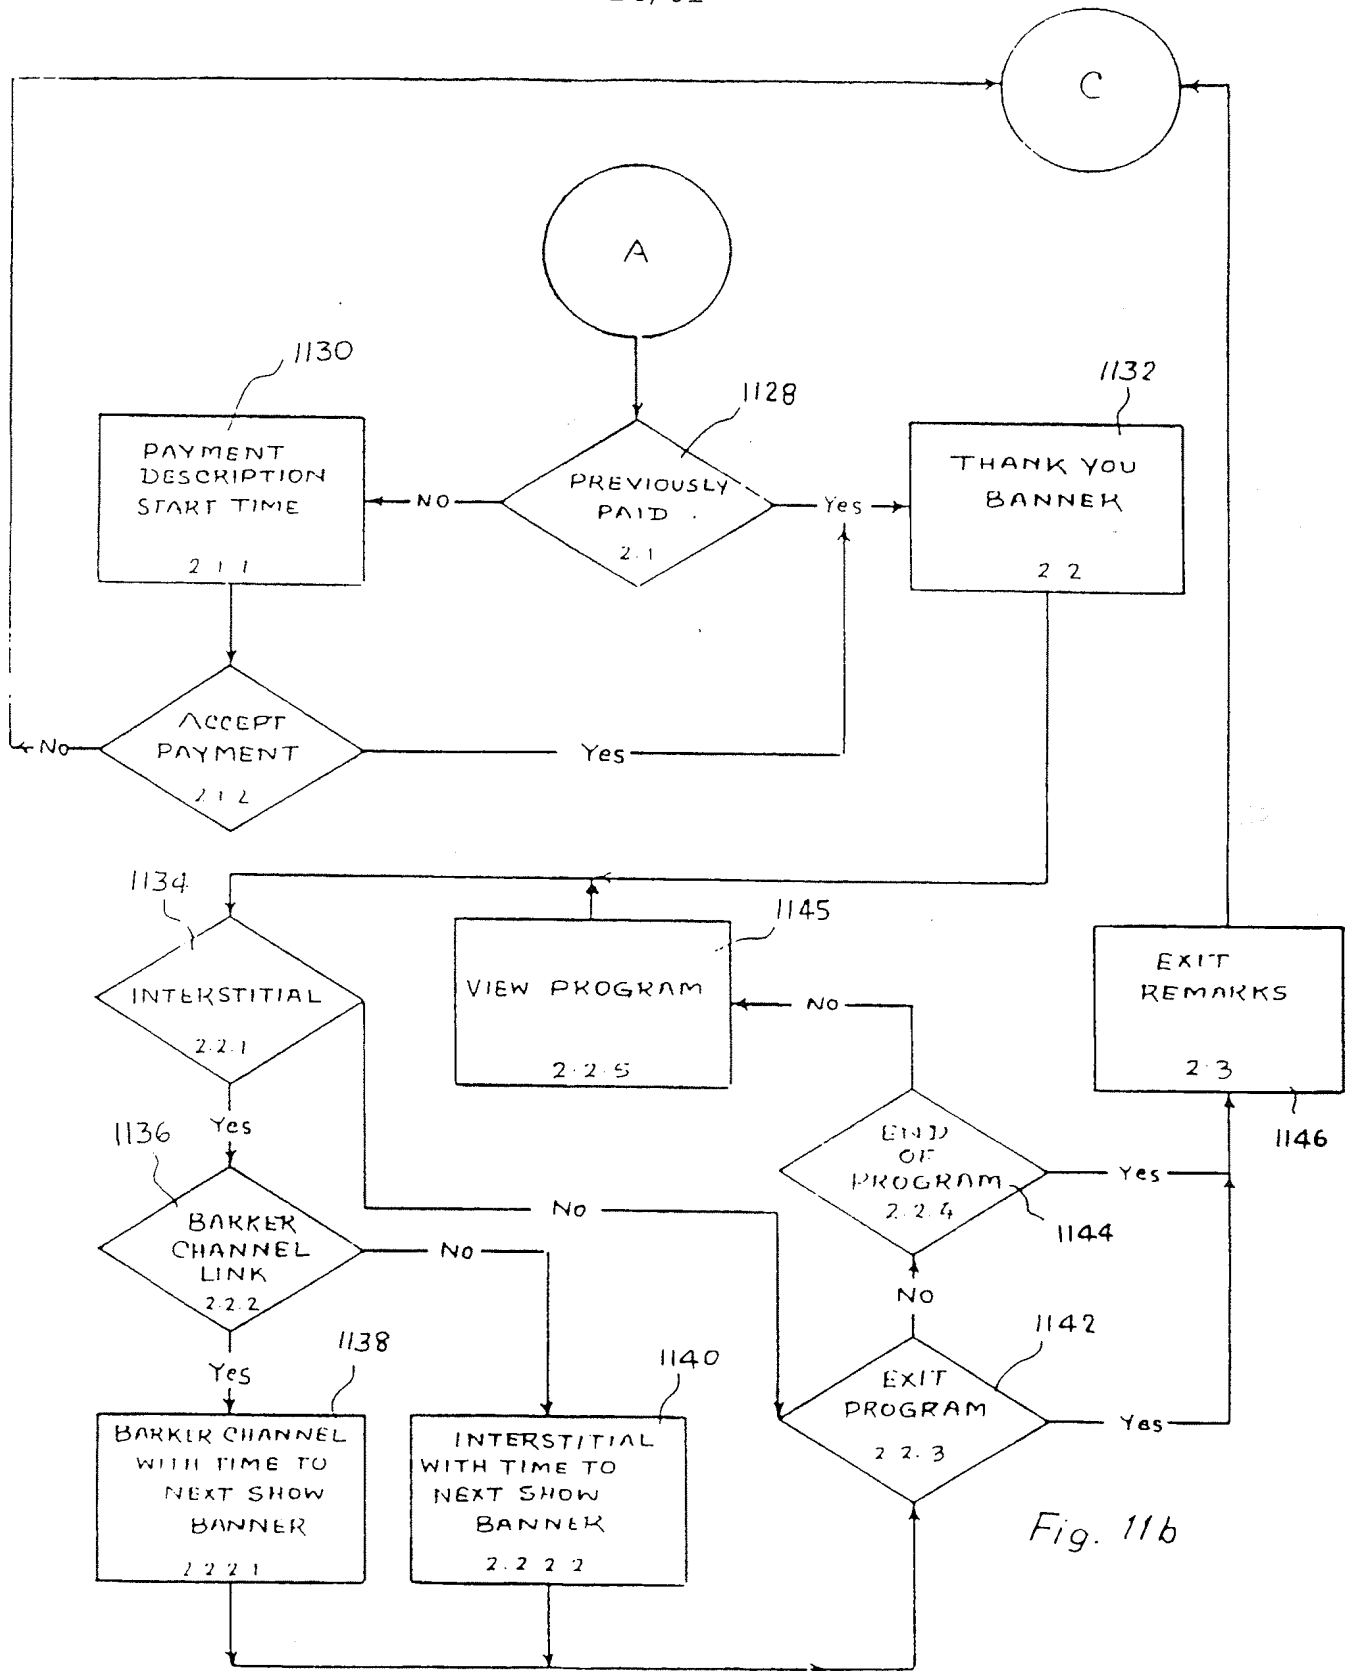 C
A
1130
1128
1132
PAYMENT
DESCRIPTION
START TIME
2 1 1
NO
PREVIOUSLY
PAID
2.1
Yes
THANK YOU
BANNER
2 2
ACCEPT
PAYMENT
2 1 2
No
Yes
1134
INTERSTITIAL
2.2.1
1145
VIEW PROGRAM
2.2.5
NO
EXIT
REMARKS
2.3
1146
Yes
1136
BARKER
CHANNEL
LINK
2.2.2
No
No
END
OF
PROGRAM
2.2.4
Yes
1144
No
Yes
1138
BARKER CHANNEL
WITH TIME TO
NEXT SHOW
BANNER
2 2 2 1
1140
INTERSTITIAL
WITH TIME TO
NEXT SHOW
BANNER
2.2 2 2
1142
EXIT
PROGRAM
2 2.3
Yes
Fig. 11b